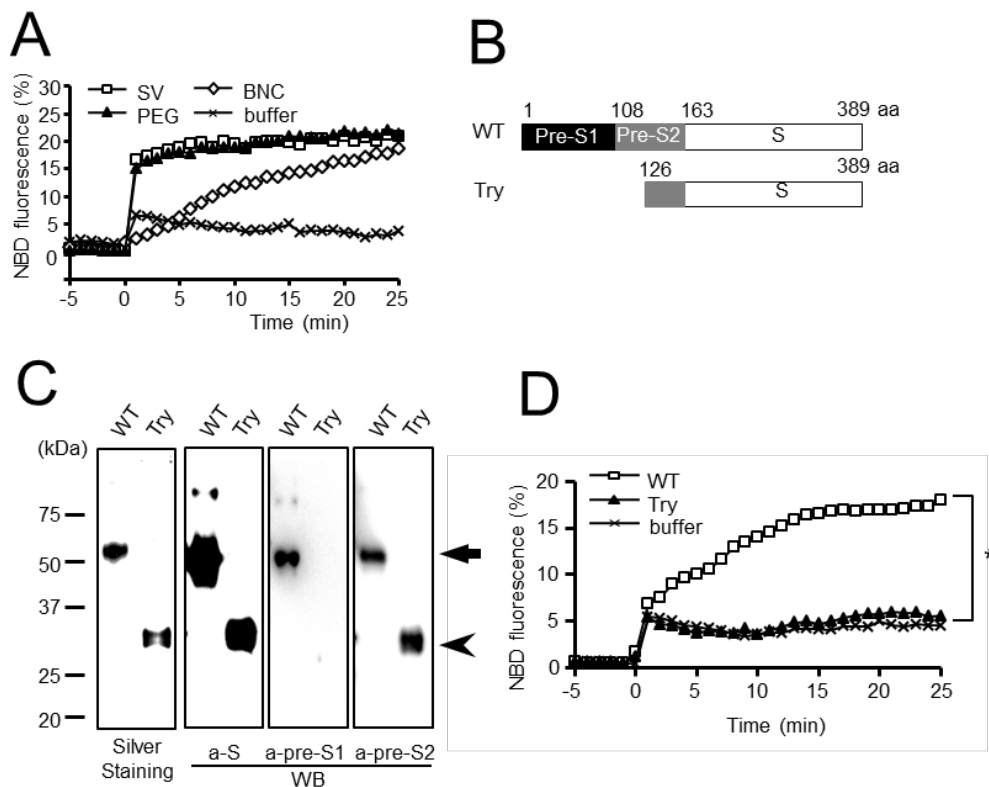 A
NBD fluorescence (%)
30
25
20
15
10
5
0
SV
BNC
PEG
buffer
-5 0 5 10 15 20 25
Time (min)
B
1 108 163 389 aa
WT Pre-S1 Pre-S2 S
126 389 aa
Try S
C
WT Try WT Try WT Try WT Try
(kDa)
75
50
37
25
20
Silver Staining
a-S a-pre-S1 a-pre-S2
WB
D
NBD fluorescence (%)
20
15
10
5
0
WT
Try
buffer
*
-5 0 5 10 15 20 25
Time (min)